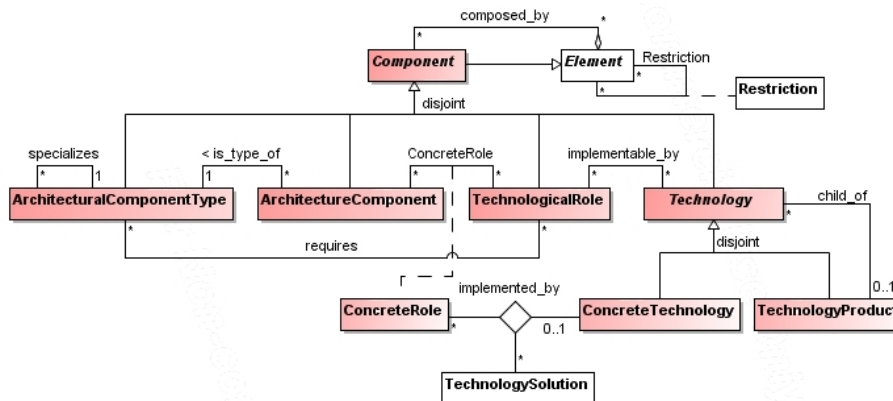 composed_by
*
*
Component
Element
Restriction
*
*
Restriction
disjoint
specializes
< is_type_of
ConcreteRole
implementable_by
*
1
1
*
*
*
*
*
ArchitecturalComponentType
ArchitectureComponent
TechnologicalRole
Technology
child_of
*
*
requires
*
disjoint
implemented_by
0..1
ConcreteRole
*
0..1
ConcreteTechnology
TechnologyProduct
*
TechnologySolution